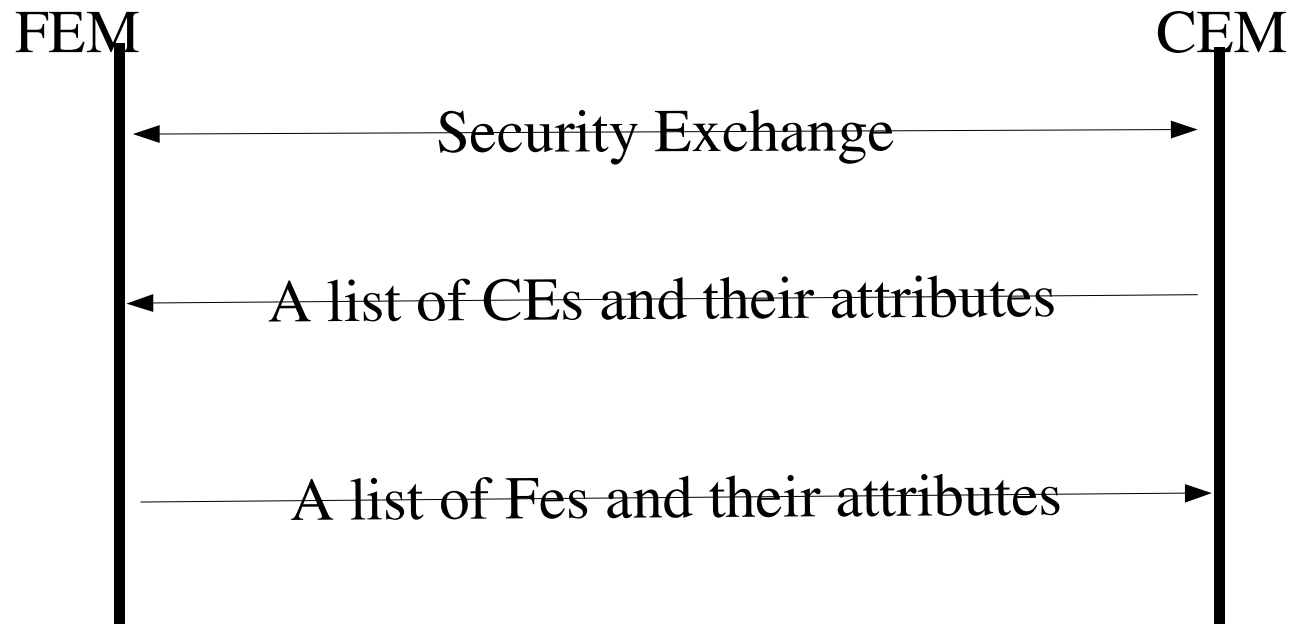 FEM CEM
Security Exchange
A list of CEs and their attributes
A list of Fes and their attributes